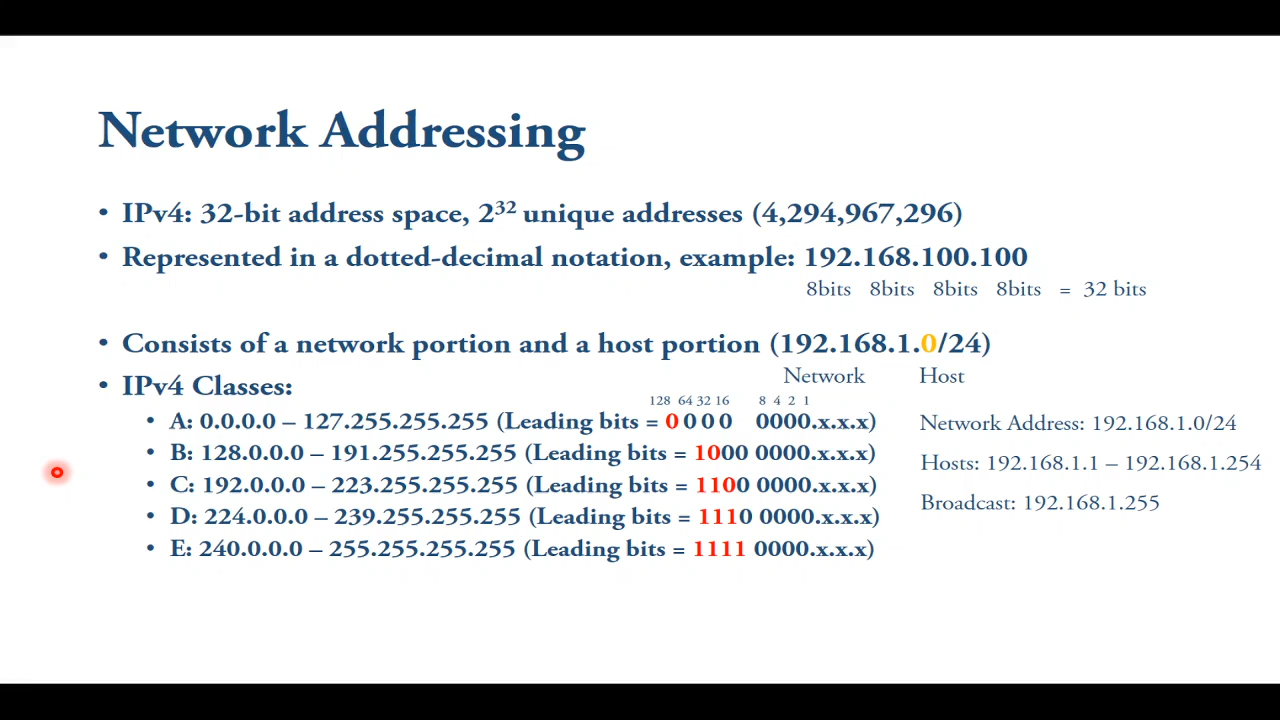 Network Addressing
• IPv4: 32-bit address space, 2³² unique addresses (4,294,967,296)
• Represented in a dotted-decimal notation, example: 192.168.100.100
8bits 8bits 8bits 8bits = 32 bits
• Consists of a network portion and a host portion (192.168.1.0/24)
Network Host
• IPv4 Classes:
128 64 32 16 8 4 2 1
• A: 0.0.0.0 – 127.255.255.255 (Leading bits = 0 0 0 0 0000.x.x.x)
• B: 128.0.0.0 – 191.255.255.255 (Leading bits = 1000 0000.x.x.x)
• C: 192.0.0.0 – 223.255.255.255 (Leading bits = 1100 0000.x.x.x)
• D: 224.0.0.0 – 239.255.255.255 (Leading bits = 1110 0000.x.x.x)
• E: 240.0.0.0 – 255.255.255.255 (Leading bits = 1111 0000.x.x.x)
Network Address: 192.168.1.0/24
Hosts: 192.168.1.1 – 192.168.1.254
Broadcast: 192.168.1.255